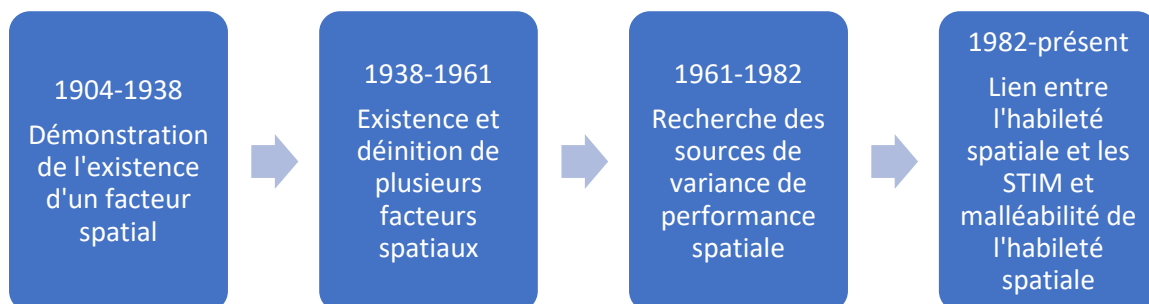 1904-1938
Démonstration
de l'existence
d'un facteur
spatial
1938-1961
Existence et
déinition de
plusieurs
facteurs
spatiaux
1961-1982
Recherche des
sources de
variance de
performance
spatiale
1982-présent
Lien entre
l'habileté
spatiale et les
STIM et
malléabilité de
l'habileté
spatiale